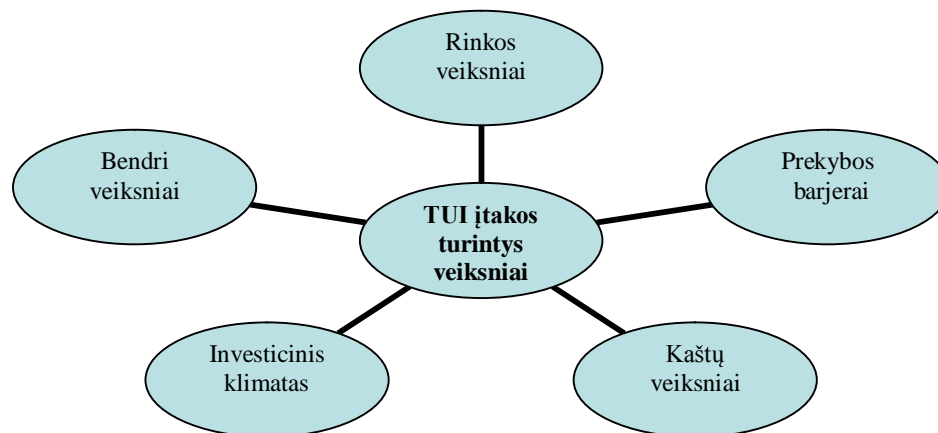 Rinkos
veiksniai
Bendri
veiksniai
Prekybos
barjerai
TUI įtakos
turintys
veiksniai
Investicinis
klimatas
Kaštų
veiksniai